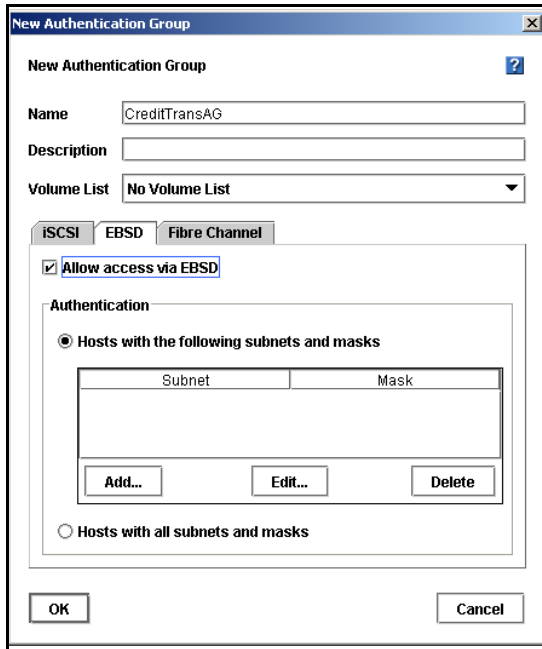 New Authentication Group
New Authentication Group
?
Name CreditTransAG
Description
Volume List No Volume List
iSCSI EBSD Fibre Channel
Allow access via EBSD
Authentication
Hosts with the following subnets and masks
Subnet Mask
Add... Edit... Delete
Hosts with all subnets and masks
OK Cancel